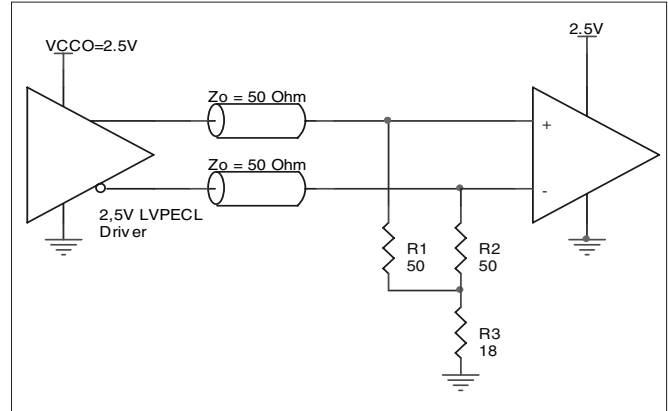 VCCO=2.5V
2.5V
Zo = 50 Ohm
+
Zo = 50 Ohm
-
2,5V LVPECL
Driver
R1
50
R2
50
R3
18